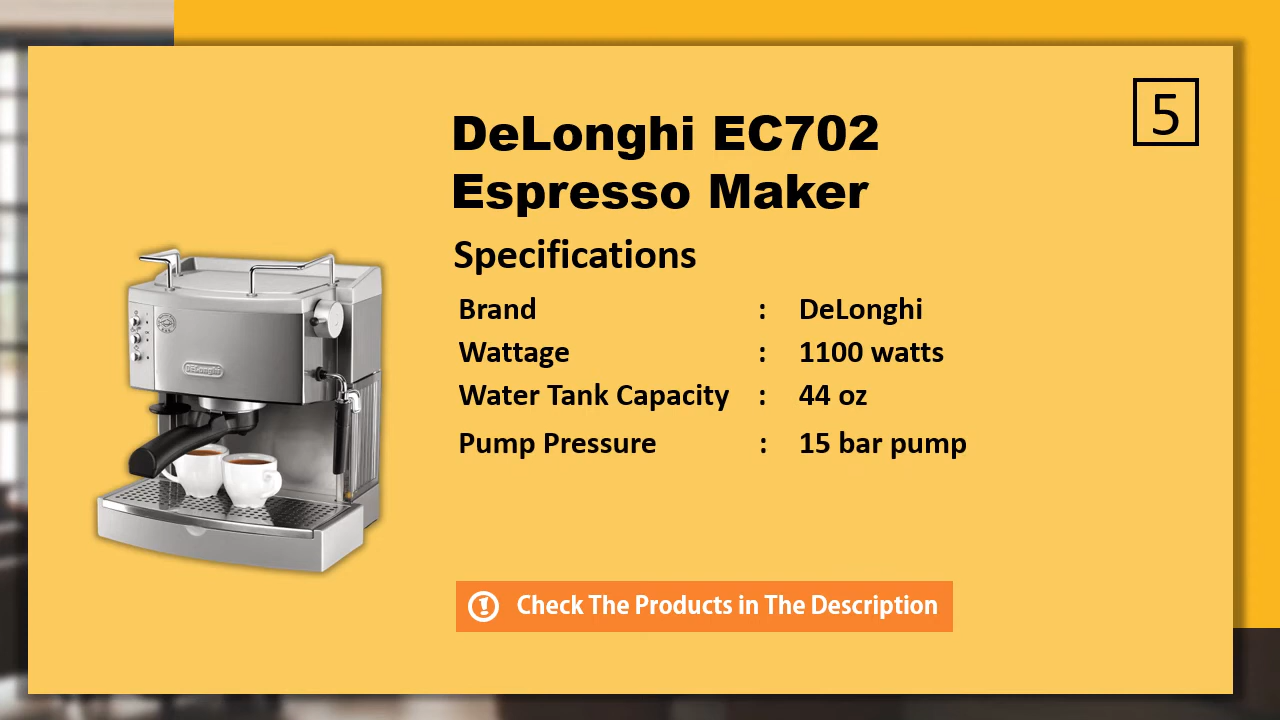 5
DeLonghi EC702
Espresso Maker
Specifications
Brand : DeLonghi
Wattage : 1100 watts
Water Tank Capacity : 44 oz
Pump Pressure : 15 bar pump
DeLonghi
Check The Products in The Description